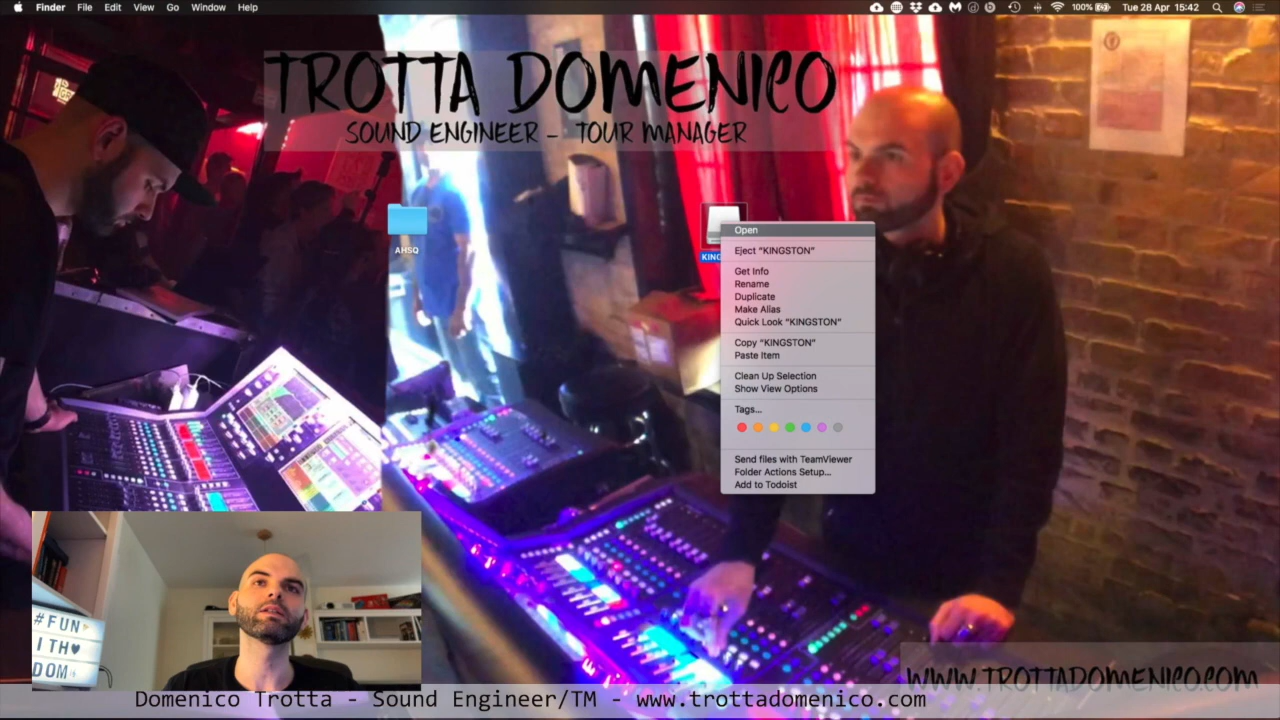 Finder File Edit View Go Window Help
100% Tue 28 Apr 15:42
TROTTA DOMENICO
SOUND ENGINEER - TOUR MANAGER
AHSQ
KING
Open
Eject “KINGSTON”
Get Info
Rename
Duplicate
Make Alias
Quick Look “KINGSTON”
Copy “KINGSTON”
Paste Item
Clean Up Selection
Show View Options
Tags...
Send files with TeamViewer
Folder Actions Setup...
Add to Todoist
#FUN
ITH♥
DOM
WWW.TROTTADOMENICO.COM
Domenico Trotta - Sound Engineer/TM - www.trottadomenico.com